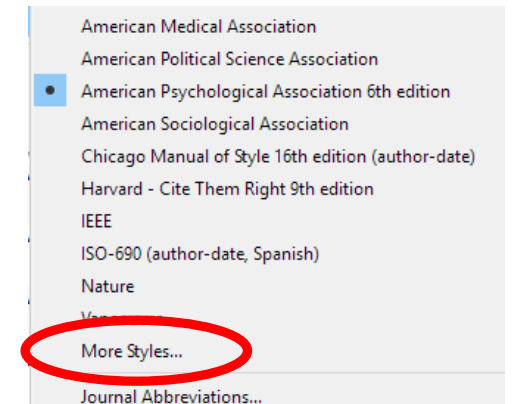 American Medical Association
American Political Science Association
American Psychological Association 6th edition
American Sociological Association
Chicago Manual of Style 16th edition (author-date)
Harvard - Cite Them Right 9th edition
IEEE
ISO-690 (author-date, Spanish)
Nature
More Styles...
Journal Abbreviations...